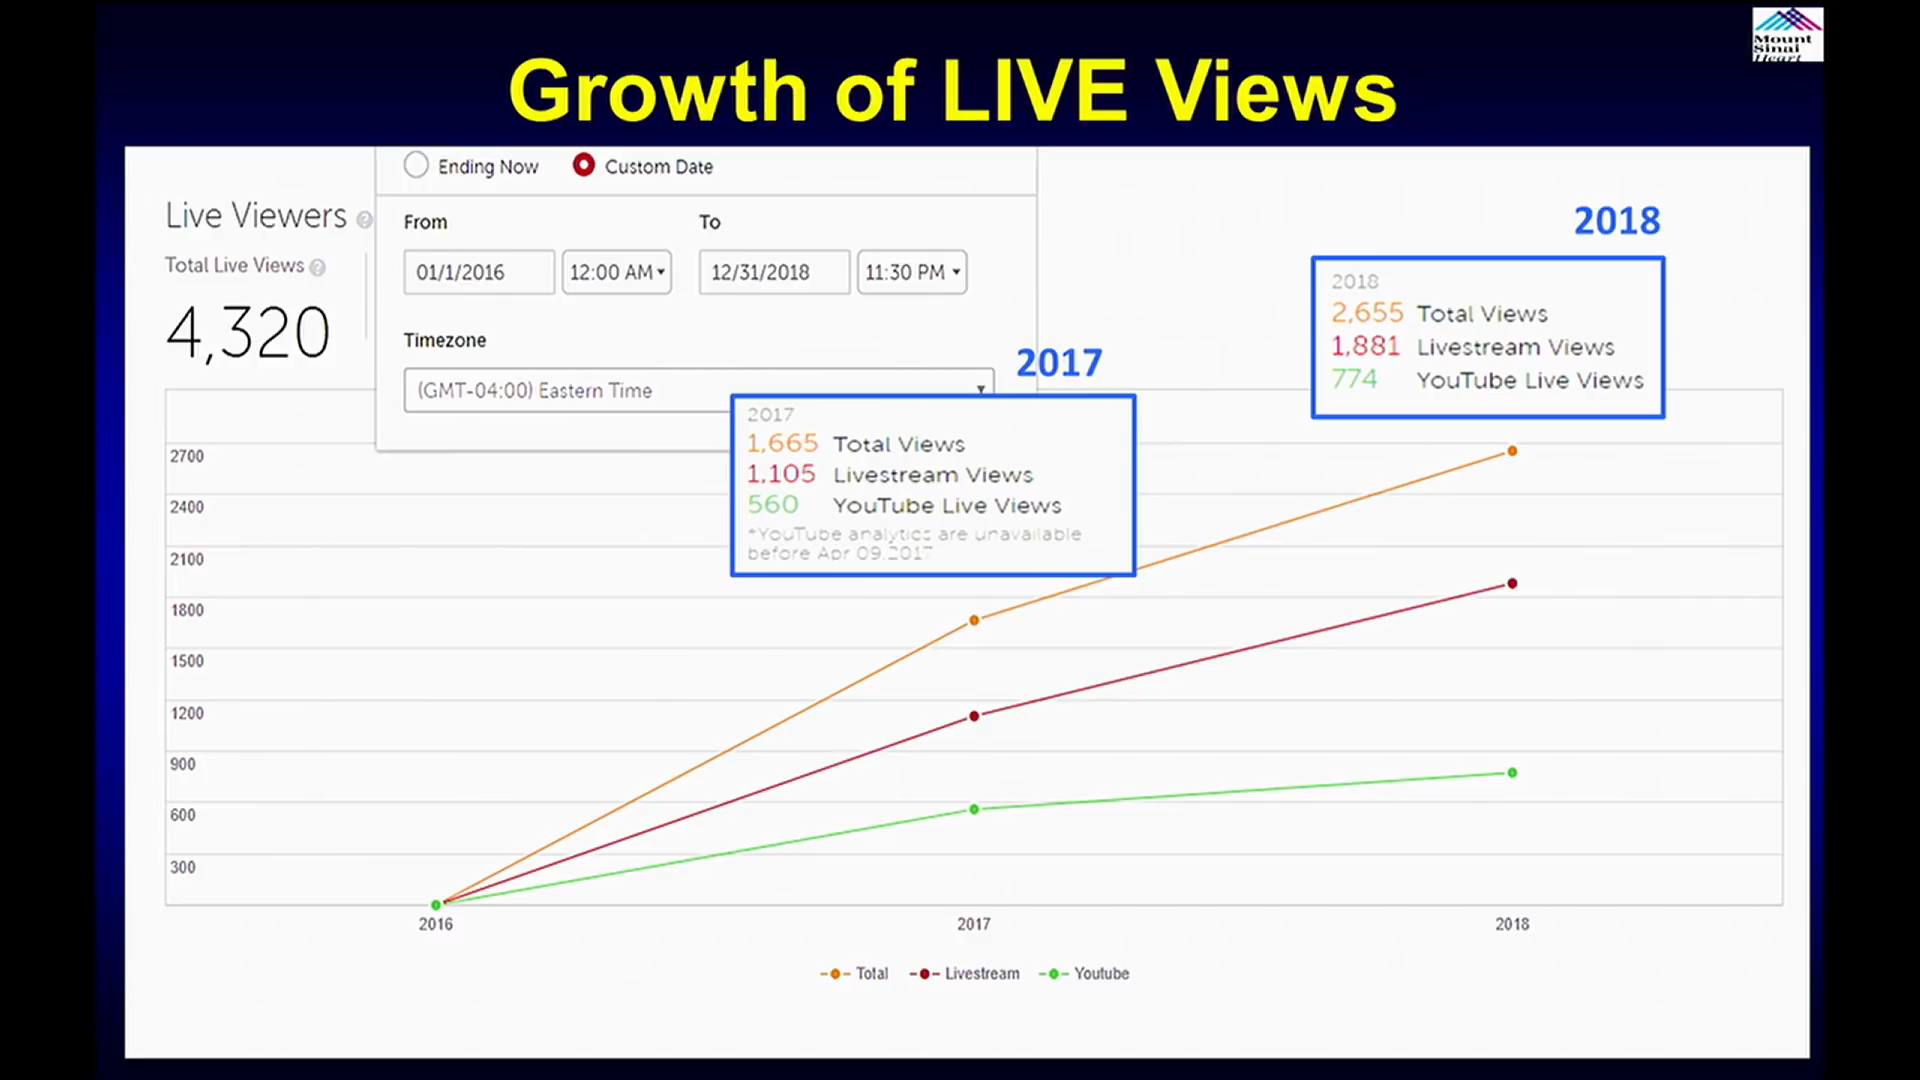 Mount
Sinai
Heart
Growth of LIVE Views
Ending Now
Custom Date
Live Viewers ?
From
To
Total Live Views ?
01/1/2016
12:00 AM
12/31/2018
11:30 PM
4,320
Timezone
(GMT-04:00) Eastern Time
2017
2017
1,665 Total Views
1,105 Livestream Views
560 YouTube Live Views
*YouTube analytics are unavailable
before Apr 09,2017
2018
2018
2,655 Total Views
1,881 Livestream Views
774 YouTube Live Views
2700
2400
2100
1800
1500
1200
900
600
300
2016
2017
2018
Total
Livestream
Youtube